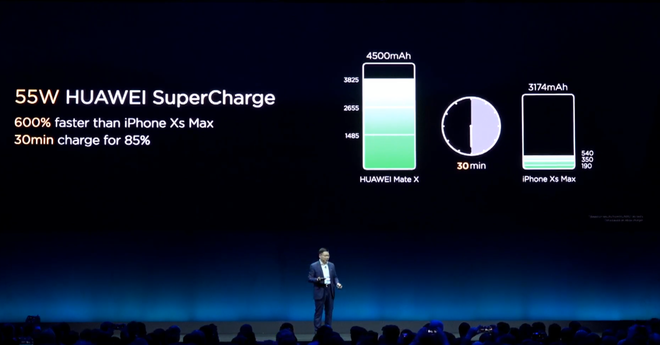 55W HUAWEI SuperCharge
600% faster than iPhone Xs Max
30min charge for 85%
4500mAh
3825
2655
1485
HUAWEI Mate X
30min
3174mAh
540
350
190
iPhone Xs Max